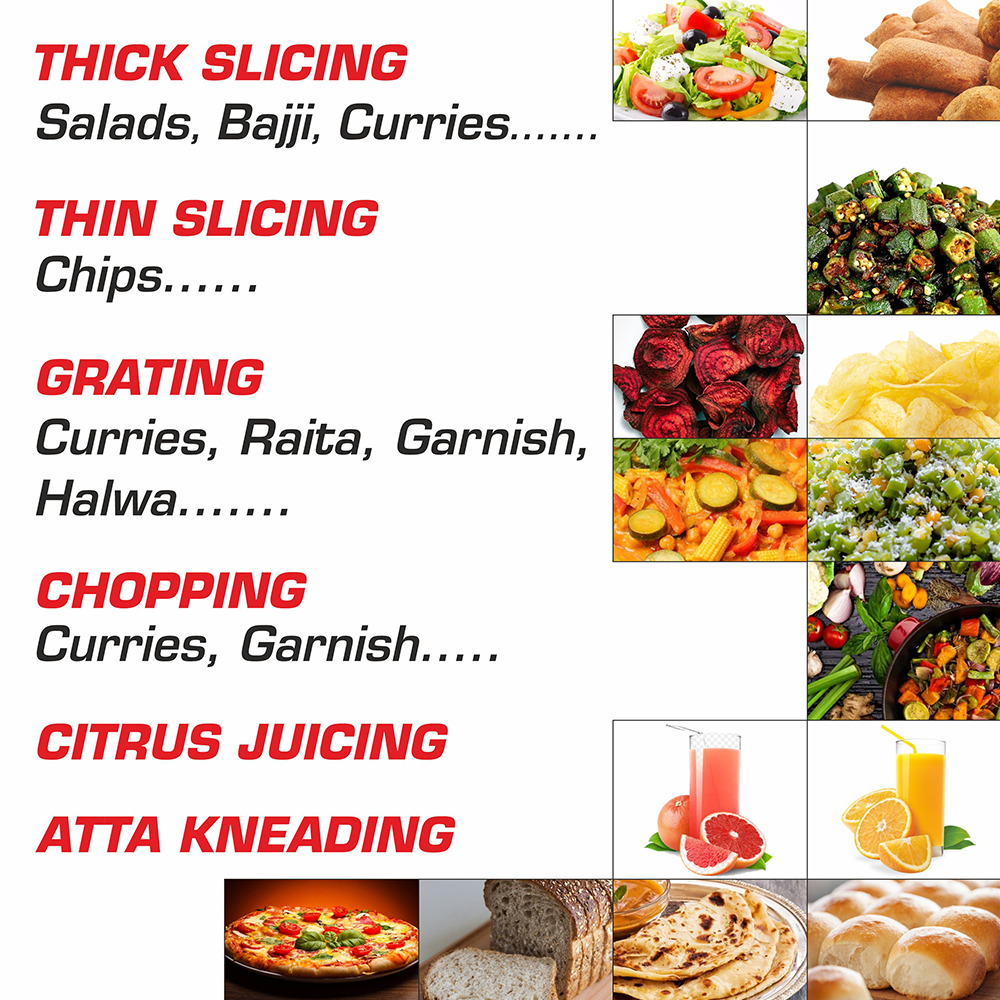 THICK SLICING
Salads, Bajji, Curries.......
THIN SLICING
Chips......
GRATING
Curries, Raita, Garnish,
Halwa.......
CHOPPING
Curries, Garnish.....
CITRUS JUICING
ATTA KNEADING